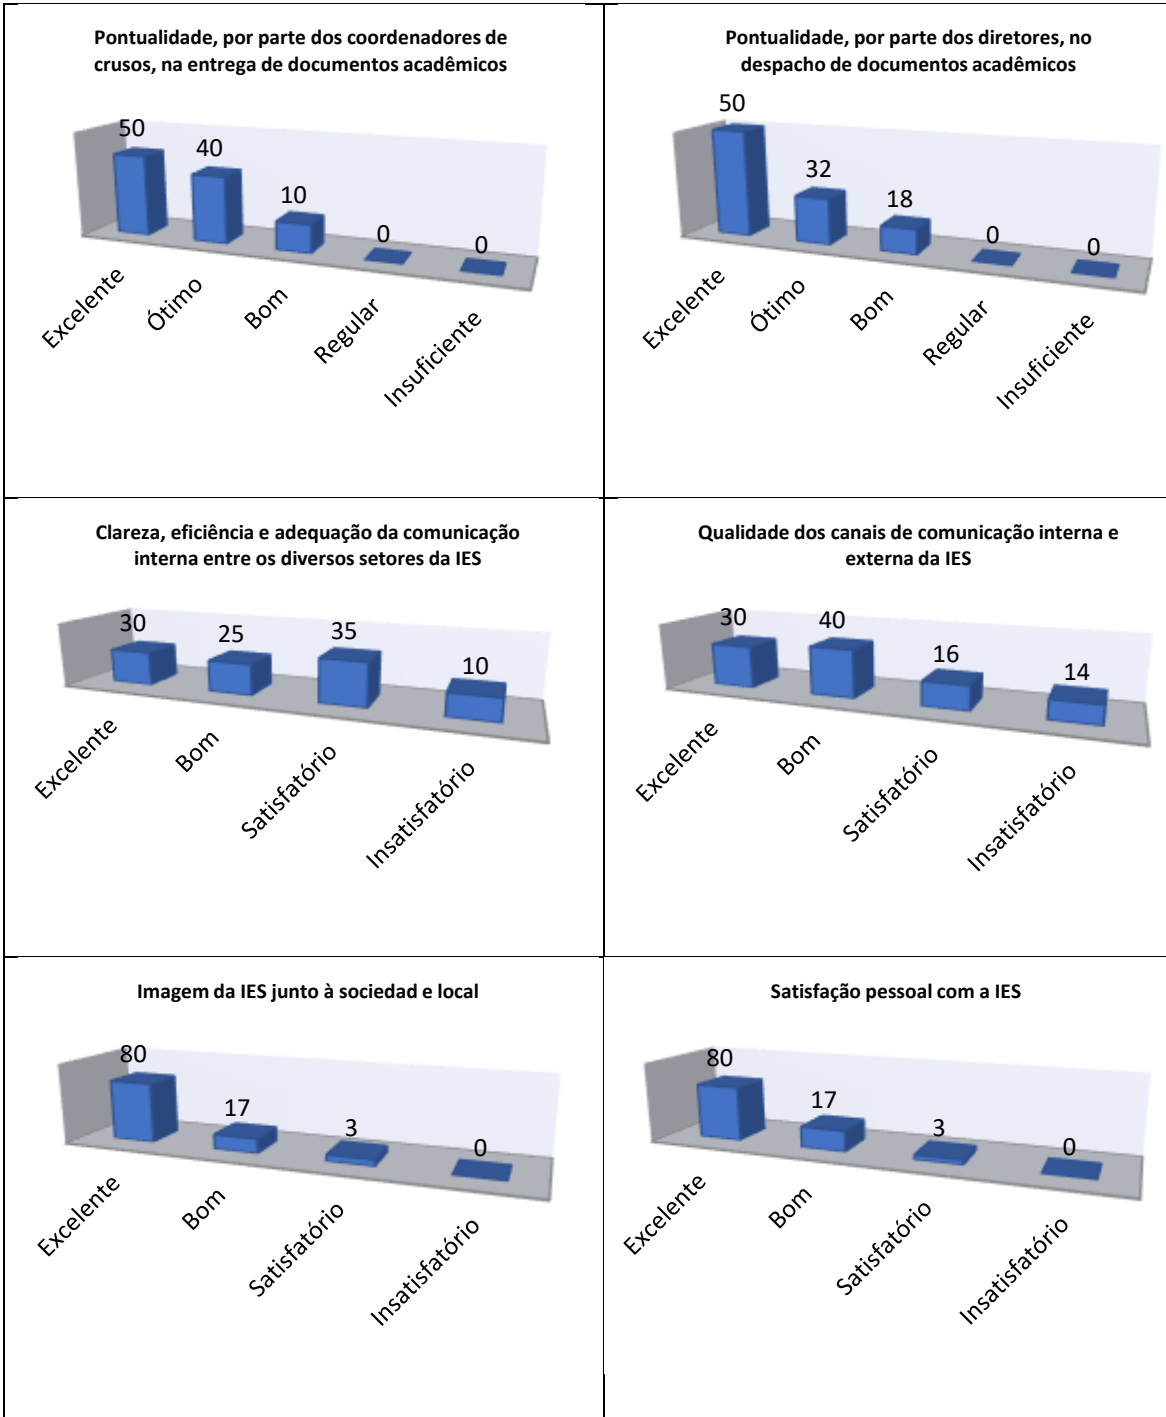 Pontualidade, por parte dos coordenadores de
crusos, na entrega de documentos acadêmicos
50
40
10
0
0
Excelente
Ótimo
Bom
Regular
Insuficiente
Pontualidade, por parte dos diretores, no
despacho de documentos acadêmicos
50
32
18
0
0
Excelente
Ótimo
Bom
Regular
Insuficiente
Clareza, eficiência e adequação da comunicação
interna entre os diversos setores da IES
30
25
35
10
Excelente
Bom
Satisfatório
Insatisfatório
Qualidade dos canais de comunicação interna e
externa da IES
30
40
16
14
Excelente
Bom
Satisfatório
Insatisfatório
Imagem da IES junto à sociedad e local
80
17
3
0
Excelente
Bom
Satisfatório
Insatisfatório
Satisfação pessoal com a IES
80
17
3
0
Excelente
Bom
Satisfatório
Insatisfatório